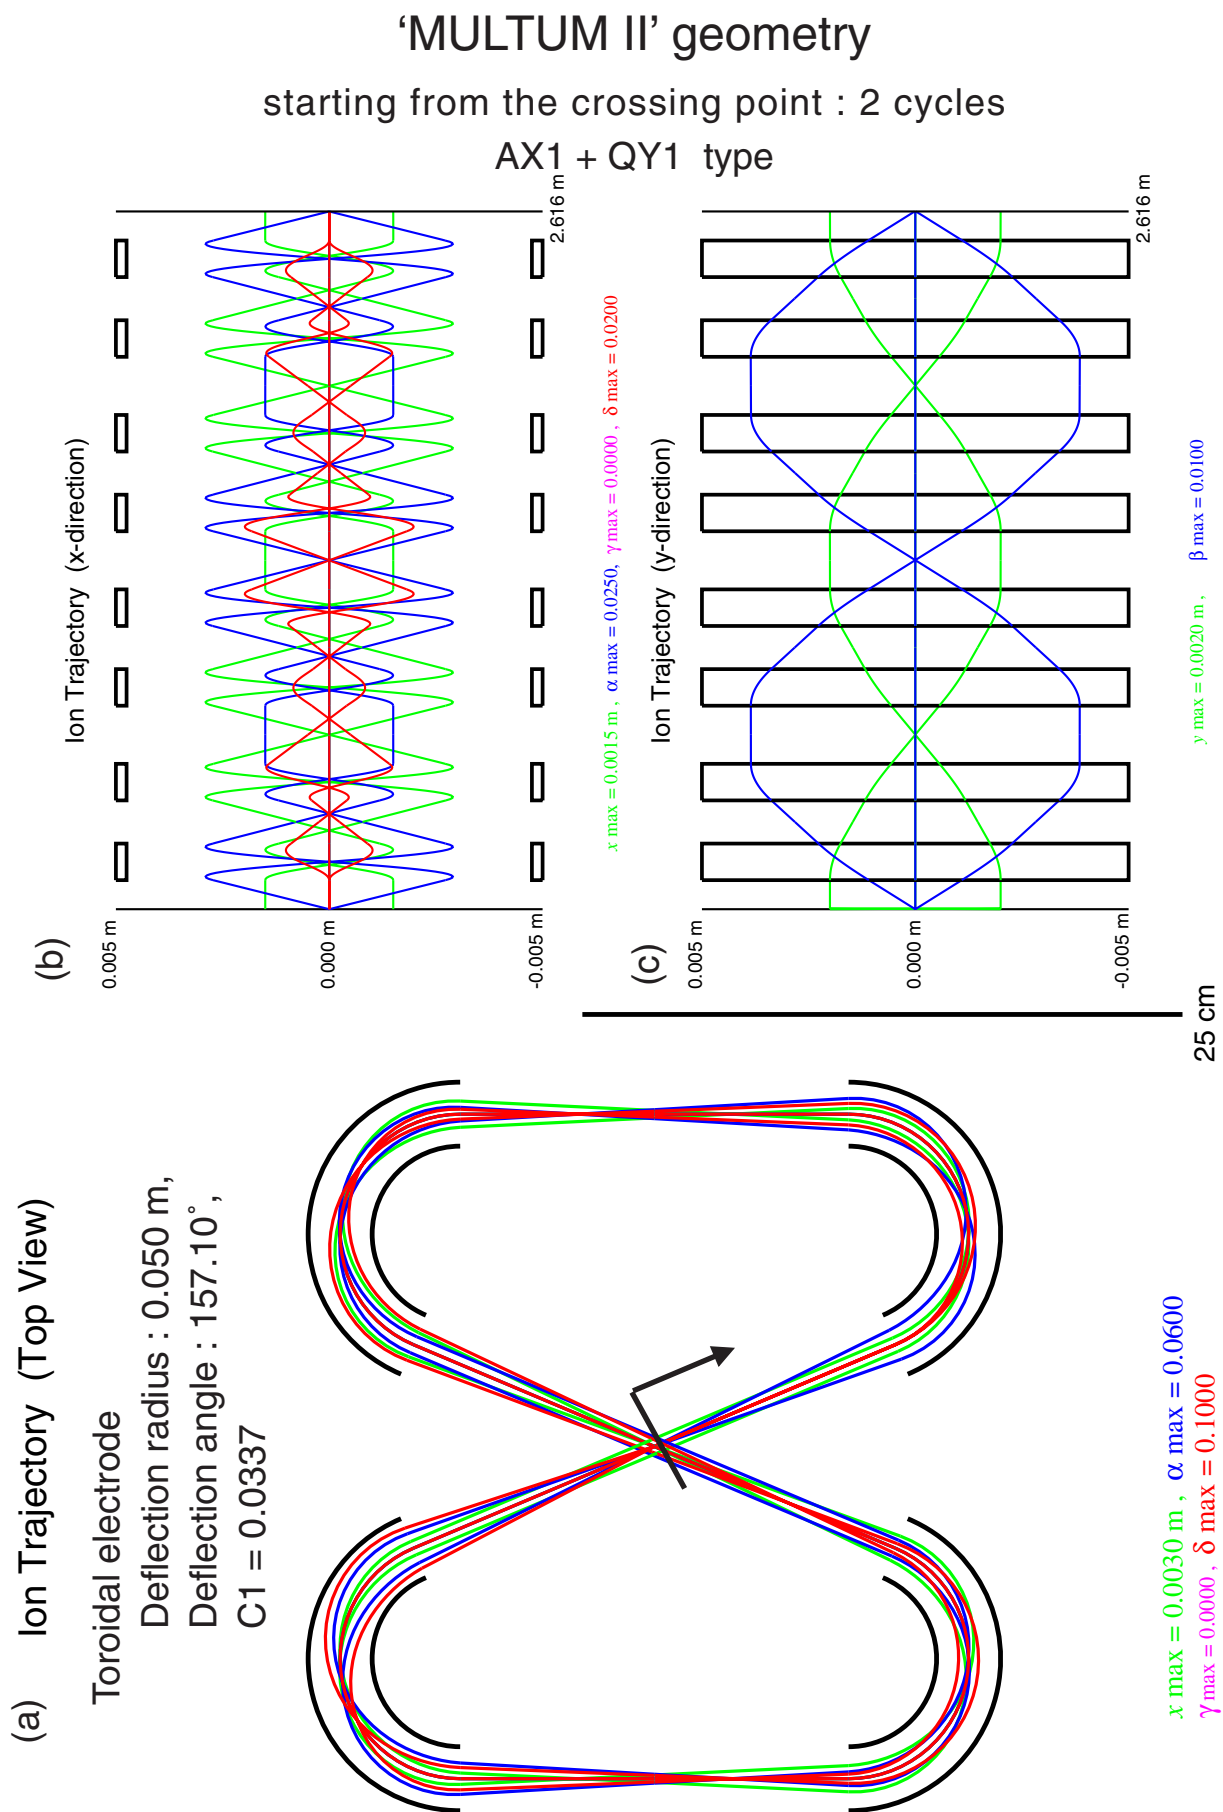 ‘MULTUM II’ geometry
starting from the crossing point : 2 cycles
AX1 + QY1 type
(a) Ion Trajectory (Top View)
Toroidal electrode
Deflection radius : 0.050 m,
Deflection angle : 157.10˚,
C1 = 0.0337
x max = 0.0030 m , α max = 0.0600
γ max = 0.0000 , δ max = 0.1000
25 cm
(b)
Ion Trajectory (x-direction)
0.005 m
0.000 m
-0.005 m
2.616 m
x max = 0.0015 m , α max = 0.0250, γ max = 0.0000 , δ max = 0.0200
(c)
Ion Trajectory (y-direction)
0.005 m
0.000 m
-0.005 m
2.616 m
y max = 0.0020 m , β max = 0.0100